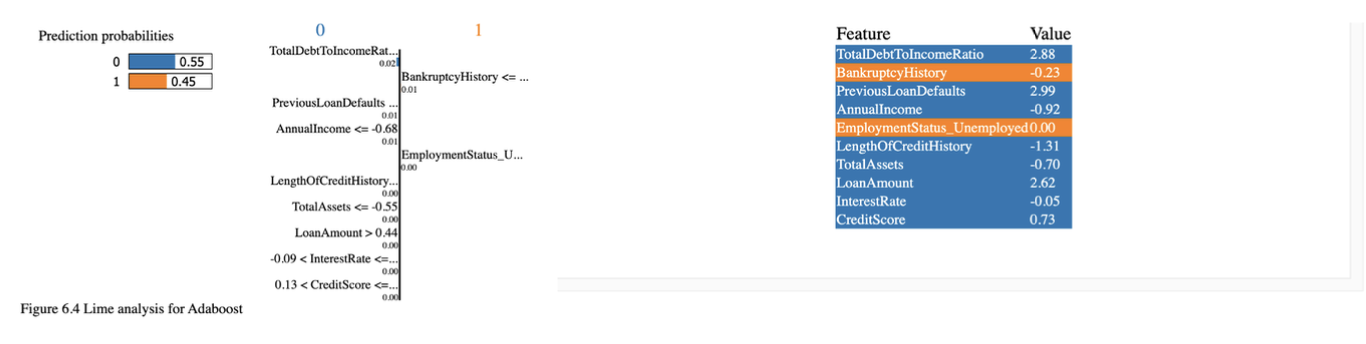 Prediction probabilities
0 0.55
1 0.45
0 1
TotalDebtToIncomeRat...
0.02
BankruptcyHistory <= ...
0.01
PreviousLoanDefaults ...
0.01
AnnualIncome <= -0.68
0.01
EmploymentStatus_U...
0.00
LengthOfCreditHistory...
0.00
TotalAssets <= -0.55
0.00
LoanAmount > 0.44
0.00
-0.09 < InterestRate <=...
0.00
0.13 < CreditScore <=...
0.00
Feature Value
TotalDebtToIncomeRatio 2.88
BankruptcyHistory -0.23
PreviousLoanDefaults 2.99
AnnualIncome -0.92
EmploymentStatus_Unemployed 0.00
LengthOfCreditHistory -1.31
TotalAssets -0.70
LoanAmount 2.62
InterestRate -0.05
CreditScore 0.73
Figure 6.4 Lime analysis for Adaboost